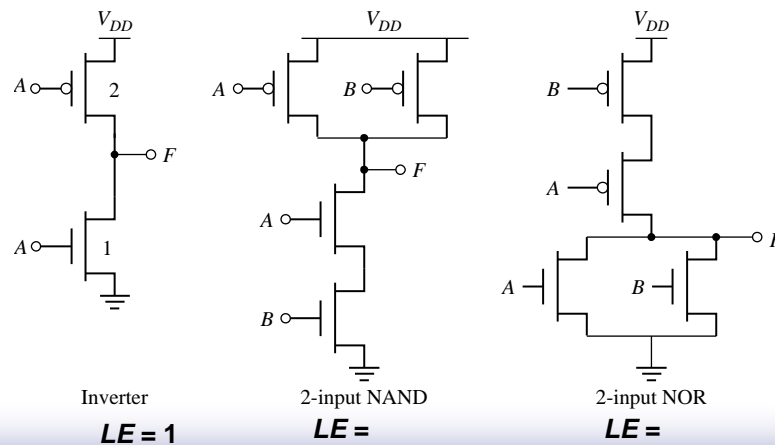 V_DD
V_DD
V_DD
A
2
A
B
B
F
A
F
A
A
1
A
B
B
Inverter
2-input NAND
2-input NOR
LE = 1
LE =
LE =